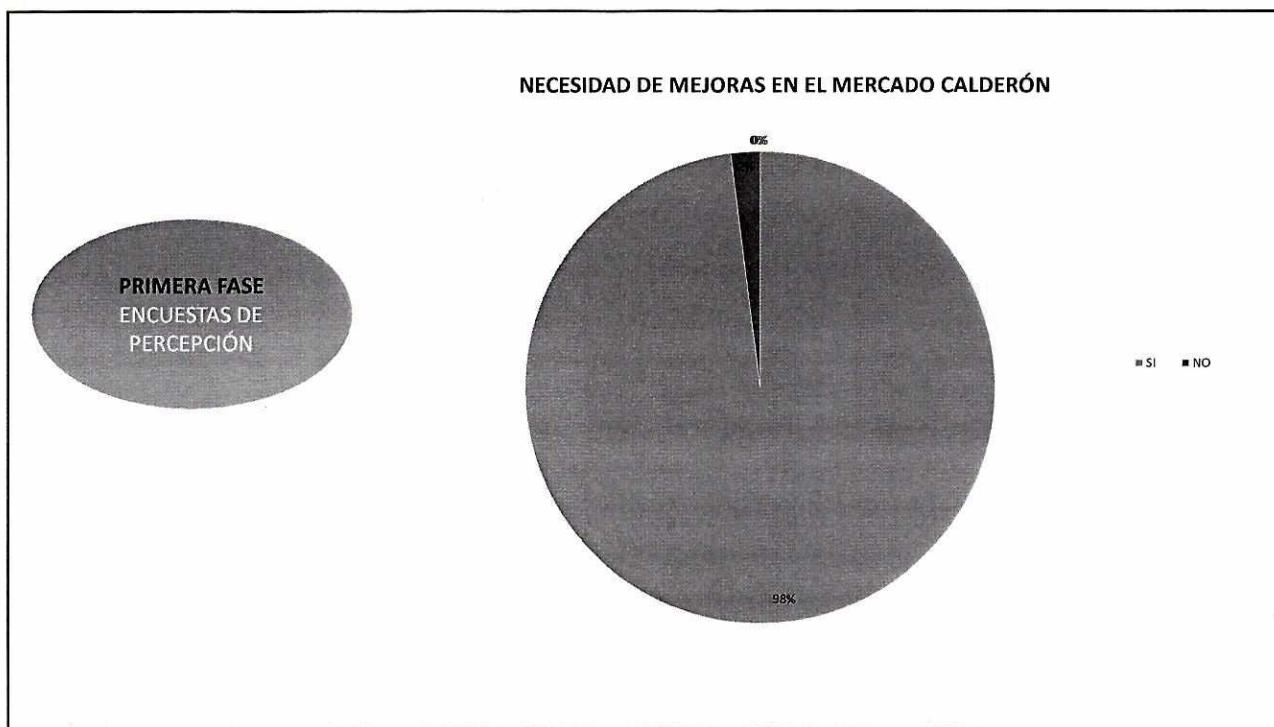 NECESIDAD DE MEJORAS EN EL MERCADO CALDERÓN
0%
PRIMERA FASE
ENCUESTAS DE
PERCEPCIÓN
SI
NO
98%